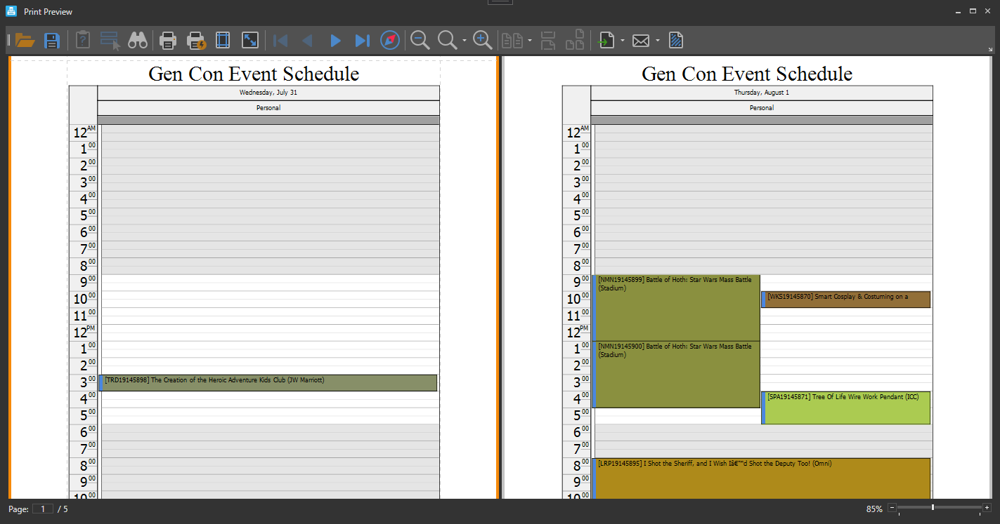 Print Preview
Gen Con Event Schedule
Wednesday, July 31
Personal
12 AM
1 00
2 00
3 00
4 00
5 00
6 00
7 00
8 00
9 00
10 00
11 00
12 PM
1 00
2 00
3 00
[TRD19145898] The Creation of the Heroic Adventure Kids Club (JW Marriott)
4 00
5 00
6 00
7 00
8 00
9 00
10 00
Gen Con Event Schedule
Thursday, August 1
Personal
12 AM
1 00
2 00
3 00
4 00
5 00
6 00
7 00
8 00
9 00
[NMN19145899] Battle of Hoth: Star Wars Mass Battle
(Stadium)
10 00
[WKS19145870] Smart Cosplay & Costuming on a
11 00
12 PM
1 00
[NMN19145900] Battle of Hoth: Star Wars Mass Battle
(Stadium)
2 00
3 00
4 00
[SPA19145871] Tree Of Life Wire Work Pendant (ICC)
5 00
6 00
7 00
8 00
[LRP19145895] I Shot the Sheriff, and I Wish Iâ€™d Shot the Deputy Too! (Omni)
9 00
10 00
Page: 1 / 5
85%